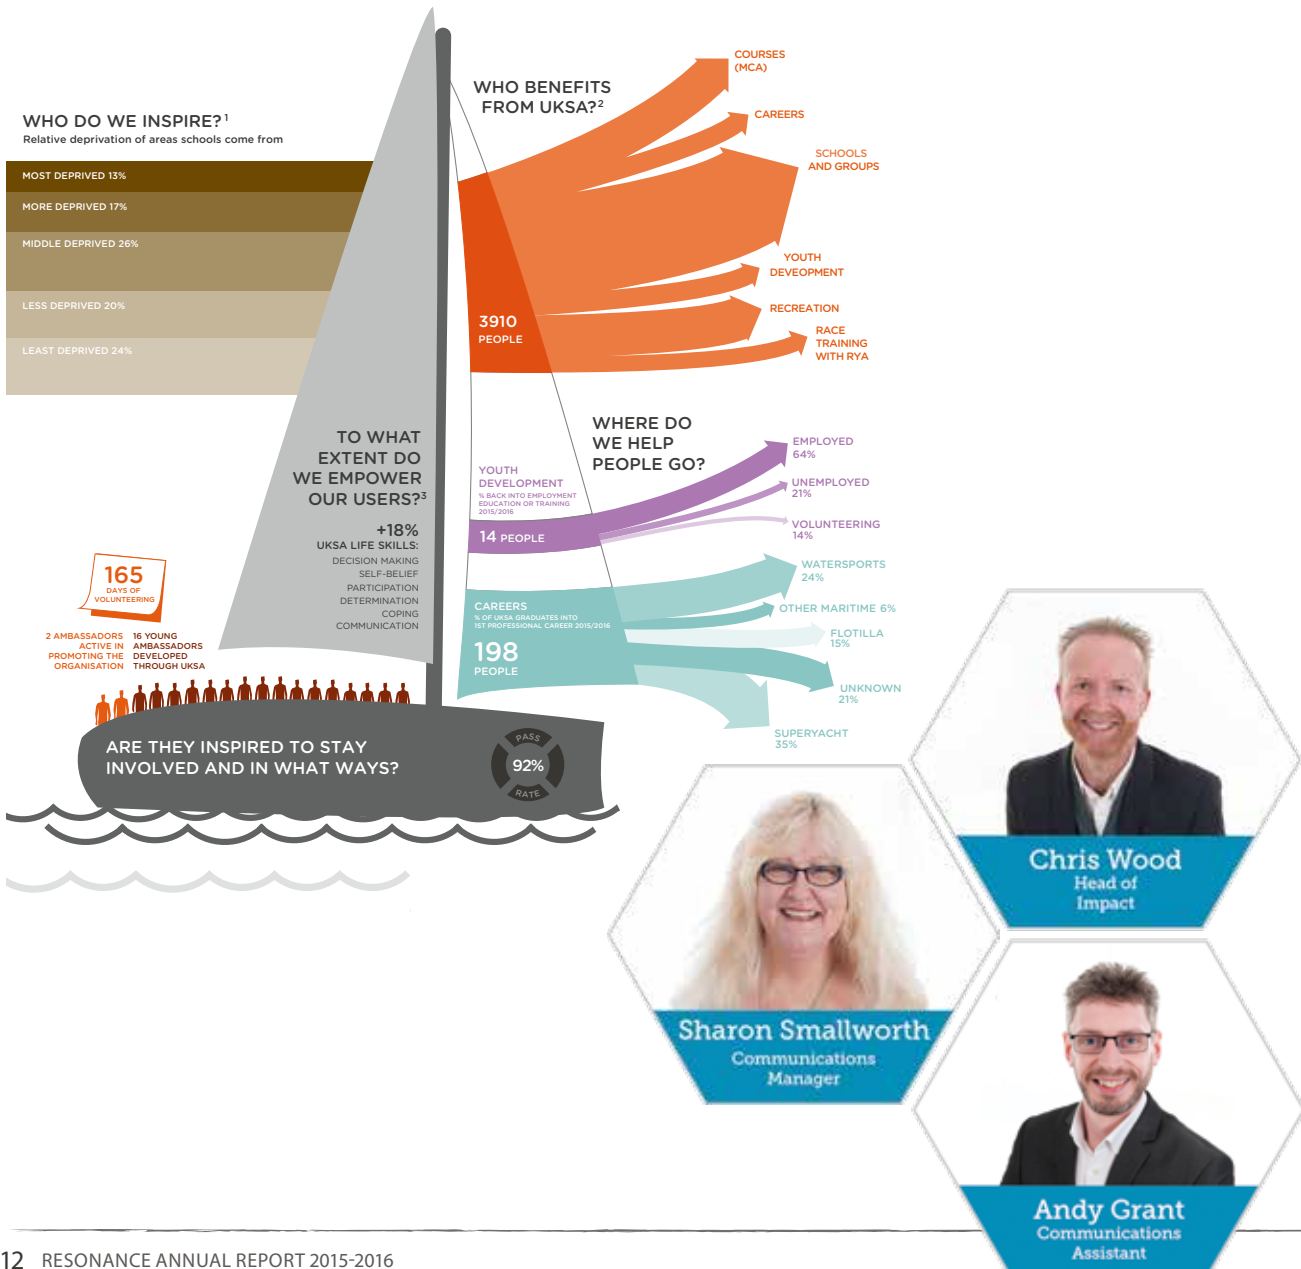 WHO DO WE INSPIRE? 1
Relative deprivation of areas schools come from
MOST DEPRIVED 13%
MORE DEPRIVED 17%
MIDDLE DEPRIVED 26%
LESS DEPRIVED 20%
LEAST DEPRIVED 24%
WHO BENEFITS
FROM UKSA?2
COURSES
(MCA)
CAREERS
SCHOOLS
AND GROUPS
YOUTH
DEVEOPMENT
RECREATION
RACE
TRAINING
WITH RYA
3910
PEOPLE
TO WHAT
EXTENT DO
WE EMPOWER
OUR USERS?3
+18%
UKSA LIFE SKILLS:
DECISION MAKING
SELF-BELIEF
PARTICIPATION
DETERMINATION
COPING
COMMUNICATION
WHERE DO
WE HELP
PEOPLE GO?
YOUTH
DEVELOPMENT
% BACK INTO EMPLOYMENT
EDUCATION OR TRAINING
2015/2016
14 PEOPLE
EMPLOYED
64%
UNEMPLOYED
21%
VOLUNTEERING
14%
CAREERS
% OF UKSA GRADUATES INTO
1ST PROFESSIONAL CAREER 2015/2016
198
PEOPLE
WATERSPORTS
24%
OTHER MARITIME 6%
FLOTILLA
15%
UNKNOWN
21%
SUPERYACHT
35%
165
DAYS OF
VOLUNTEERING
2 AMBASSADORS
ACTIVE IN
PROMOTING THE
ORGANISATION
16 YOUNG
AMBASSADORS
DEVELOPED
THROUGH UKSA
ARE THEY INSPIRED TO STAY
INVOLVED AND IN WHAT WAYS?
PASS
92%
RATE
Chris Wood
Head of
Impact
Sharon Smallworth
Communications
Manager
Andy Grant
Communications
Assistant
12 RESONANCE ANNUAL REPORT 2015-2016